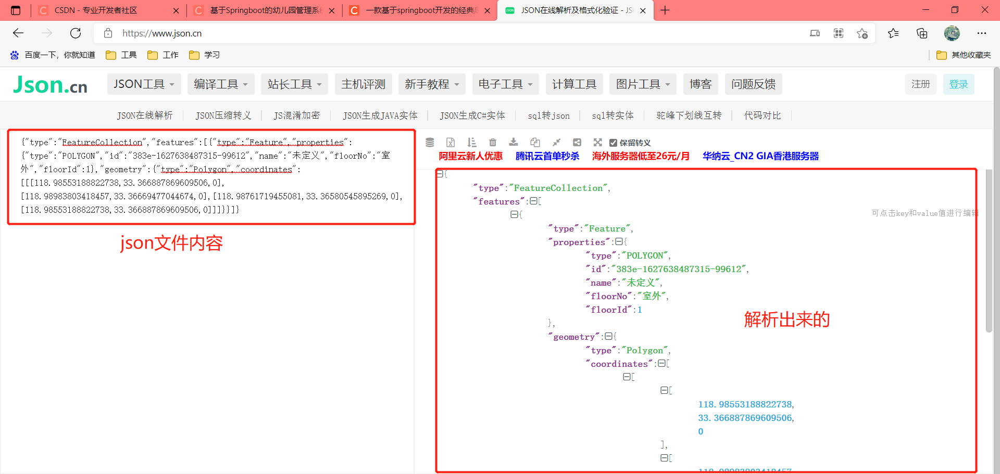 CSDN - 专业开发者社区
基于Springboot的幼儿园管理系
一款基于springboot开发的经典
JSON在线解析及格式化验证 - JS
https://www.json.cn
百度一下，你就知道
工具
工作
学习
其他收藏夹
Json.cn
JSON工具
编译工具
站长工具
主机评测
新手教程
电子工具
计算工具
图片工具
博客
问题反馈
注册
登录
JSON在线解析
JSON压缩转义
JS混淆加密
JSON生成JAVA实体
JSON生成C#实体
sql转json
sql转实体
驼峰下划线互转
代码对比
{"type":"FeatureCollection","features":[{"type":"Feature","properties":
{"type":"POLYGON","id":"383e-1627638487315-99612","name":"未定义","floorNo":"室
外","floorId":1},"geometry":{"type":"Polygon","coordinates":
[[[118.98553188822738,33.366887869609506,0],
[118.98983803418457,33.36669477044674,0],[118.98761719455081,33.36580545895269,0],
[118.98553188822738,33.366887869609506,0]]]}}]}
json文件内容
保留转义
阿里云新人优惠
腾讯云首单秒杀
海外服务器低至26元/月
华纳云_CN2 GIA香港服务器
{
"type":"FeatureCollection",
"features":[
可点击key和value值进行编辑
{
"type":"Feature",
"properties":{
"type":"POLYGON",
"id":"383e-1627638487315-99612",
"name":"未定义",
"floorNo":"室外",
"floorId":1
解析出来的
},
"geometry":{
"type":"Polygon",
"coordinates":[
[
[
118.98553188822738,
33.366887869609506,
0
],
[
118.98983803418457,